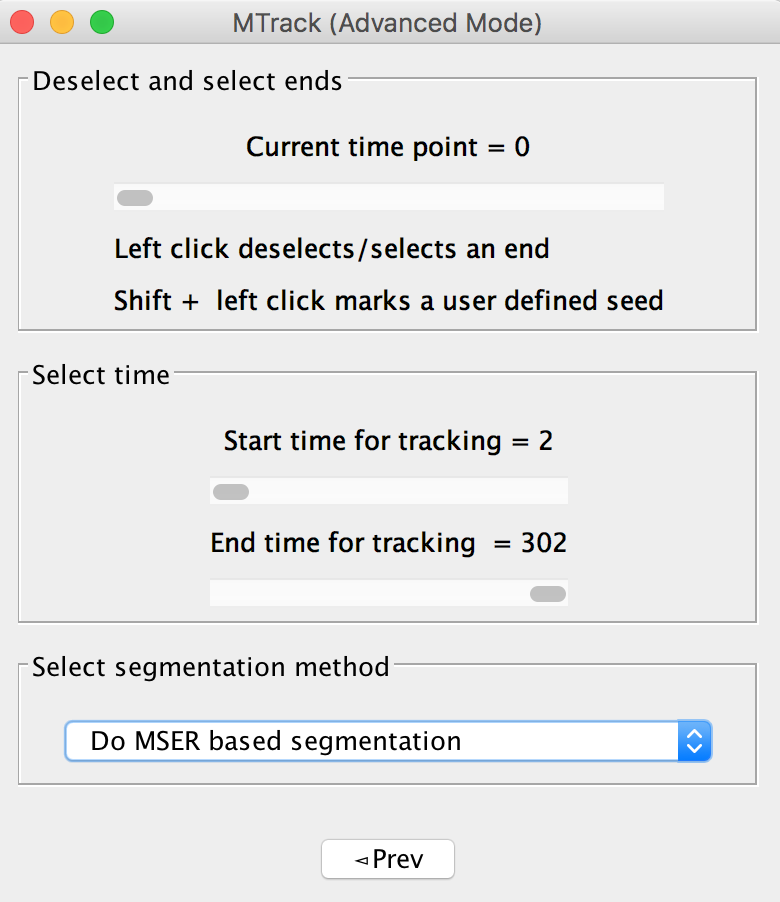 MTrack (Advanced Mode)
Deselect and select ends
Current time point = 0
Left click deselects/selects an end
Shift +  left click marks a user defined seed
Select time
Start time for tracking = 2
End time for tracking  = 302
Select segmentation method
Do MSER based segmentation
◅Prev